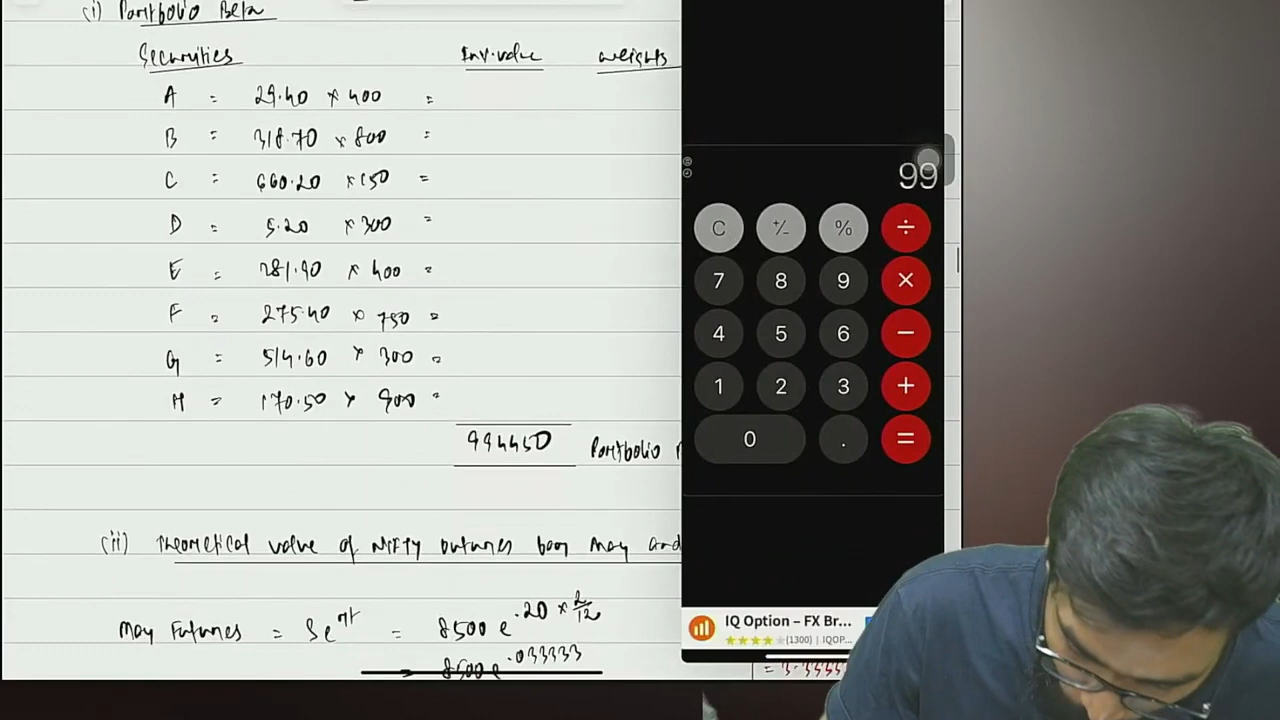 (i) Portfolio Beta
Securities Inv.value weights
A = 29.40 × 400 =
B = 318.70 × 800 =
C = 660.20 × 150 =
D = 5.20 × 300 =
E = 281.90 × 400 =
F = 275.40 × 750 =
G = 514.60 × 300 =
H = 170.50 × 900 =
994450 Portfolio
(ii) Theoretical value of NIFTY futures for May and
May Futures = Se^rt = 8500 e^.20 × 2/12
= 8500 e^.033333
99
C +/- % ÷
7 8 9 ×
4 5 6 −
1 2 3 +
0 . =
IQ Option – FX Br...
(1300) | IQOP...